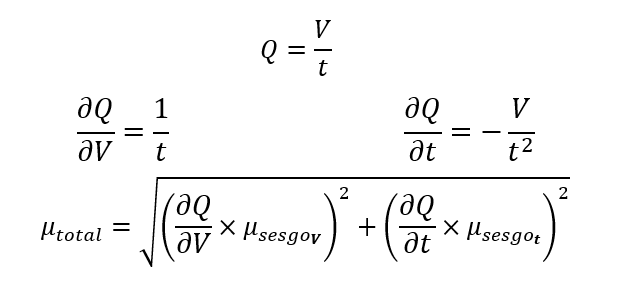 Q = V/t
∂Q/∂V = 1/t    ∂Q/∂t = − V/t²
μ_total = √((∂Q/∂V × μ_sesgo_V)² + (∂Q/∂t × μ_sesgo_t)²)